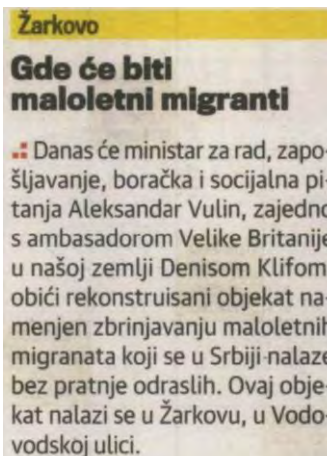 Žarkovo
Gde će biti
maloletni migranti
Danas će ministar za rad, zapo-
šljavanje, boračka i socijalna pi-
tanja Aleksandar Vulin, zajedno
s ambasadorom Velike Britanije
u našoj zemlji Denisom Klifom,
obići rekonstruisani objekat na-
menjen zbrinjavanju maloletnih
migranata koji se u Srbiji nalaze
bez pratnje odraslih. Ovaj obje-
kat nalazi se u Žarkovu, u Vodo-
vodskoj ulici.